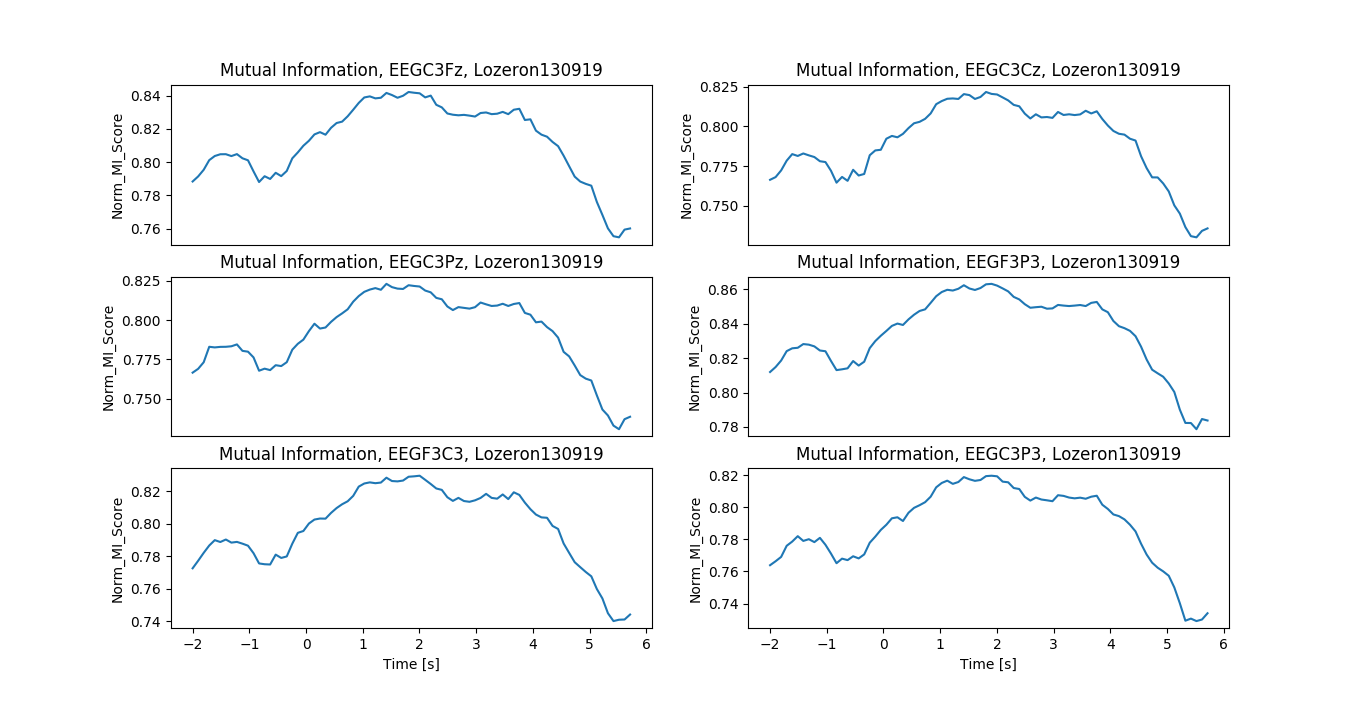 Mutual Information, EEGC3Fz, Lozeron130919
Norm_MI_Score
0.84
0.82
0.80
0.78
0.76
Mutual Information, EEGC3Cz, Lozeron130919
Norm_MI_Score
0.825
0.800
0.775
0.750
Mutual Information, EEGC3Pz, Lozeron130919
Norm_MI_Score
0.825
0.800
0.775
0.750
Mutual Information, EEGF3P3, Lozeron130919
Norm_MI_Score
0.86
0.84
0.82
0.80
0.78
Mutual Information, EEGF3C3, Lozeron130919
Norm_MI_Score
0.82
0.80
0.78
0.76
0.74
−2 −1 0 1 2 3 4 5 6
Time [s]
Mutual Information, EEGC3P3, Lozeron130919
Norm_MI_Score
0.82
0.80
0.78
0.76
0.74
−2 −1 0 1 2 3 4 5 6
Time [s]